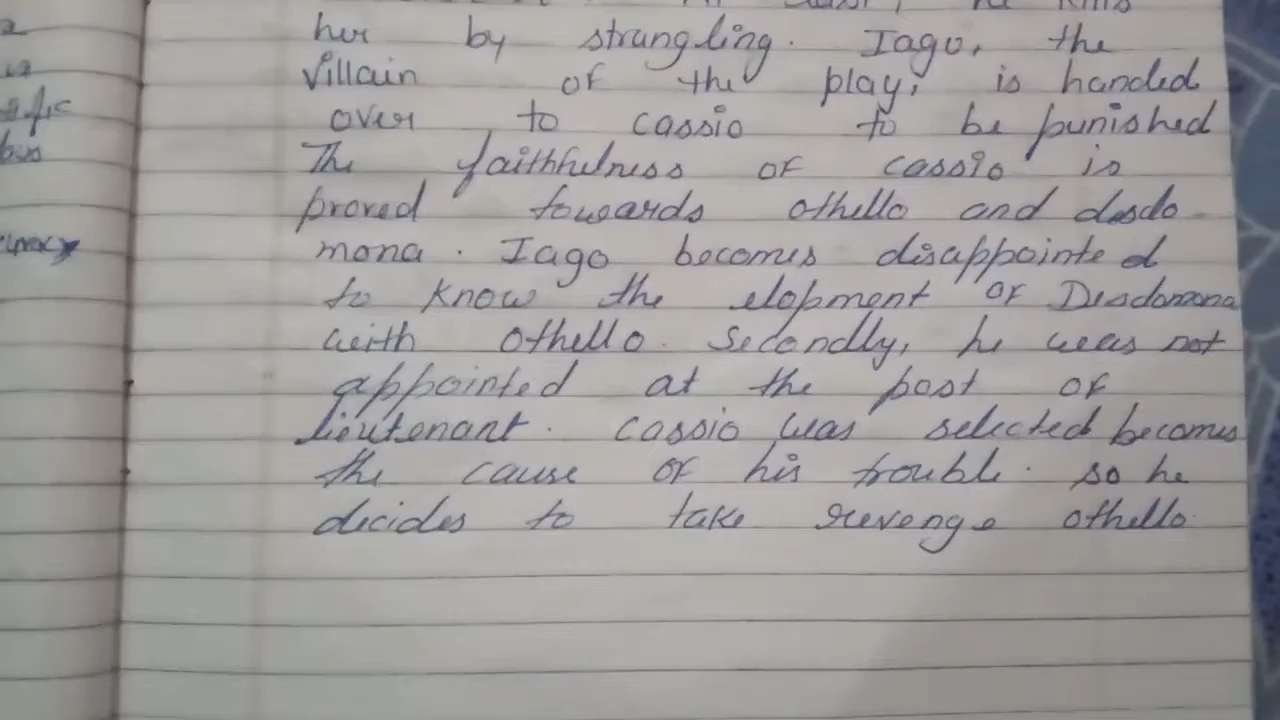 her by strangling. Iago, the
villain of the play, is handed
over to cassio to be punished
The faithfulness of cassio is
proved towards othello and desdo
mona. Iago becomes disappointed
to know the elopment of Desdomona
with othello. Secondly, he was not
appointed at the post of
lieutenant. cassio was selected becomes
the cause of his trouble. so he
decides to take revenge othello.